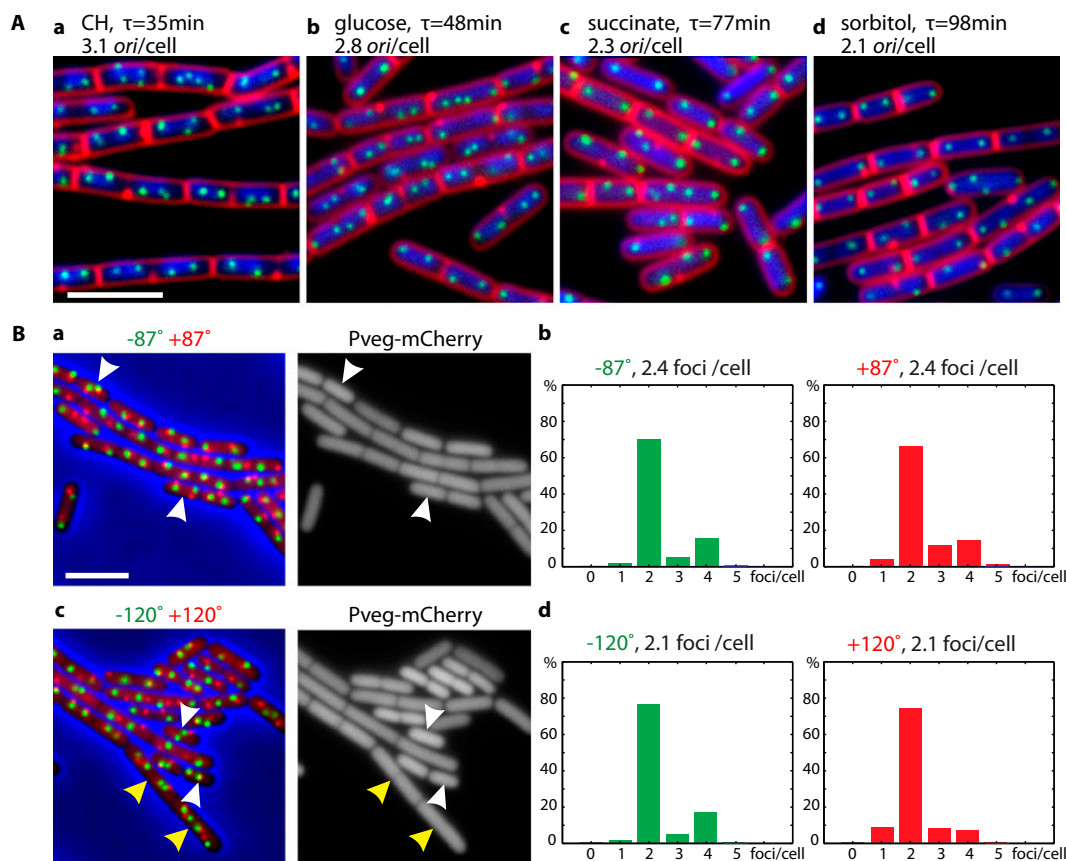 A
a CH, τ=35min
3.1 ori/cell
b glucose, τ=48min
2.8 ori/cell
c succinate, τ=77min
2.3 ori/cell
d sorbitol, τ=98min
2.1 ori/cell
B
a -87° +87°
Pveg-mCherry
b
-87°, 2.4 foci /cell
%
80
60
40
20
0
0 1 2 3 4 5 foci/cell
+87°, 2.4 foci /cell
%
80
60
40
20
0
0 1 2 3 4 5 foci/cell
c -120° +120°
Pveg-mCherry
d
-120°, 2.1 foci /cell
%
80
60
40
20
0
0 1 2 3 4 5 foci/cell
+120°, 2.1 foci /cell
%
80
60
40
20
0
0 1 2 3 4 5 foci/cell